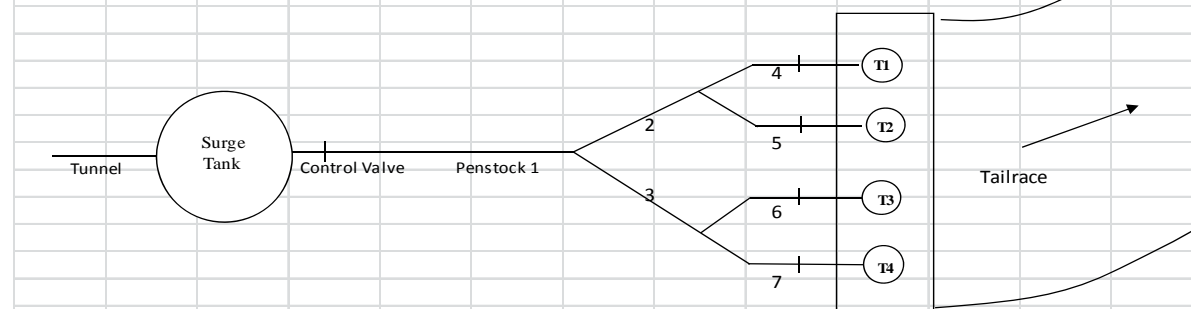 T1
4
Surge
Tank
2
T2
5
Tunnel
Control Valve
Penstock 1
Tailrace
3
T3
6
T4
7